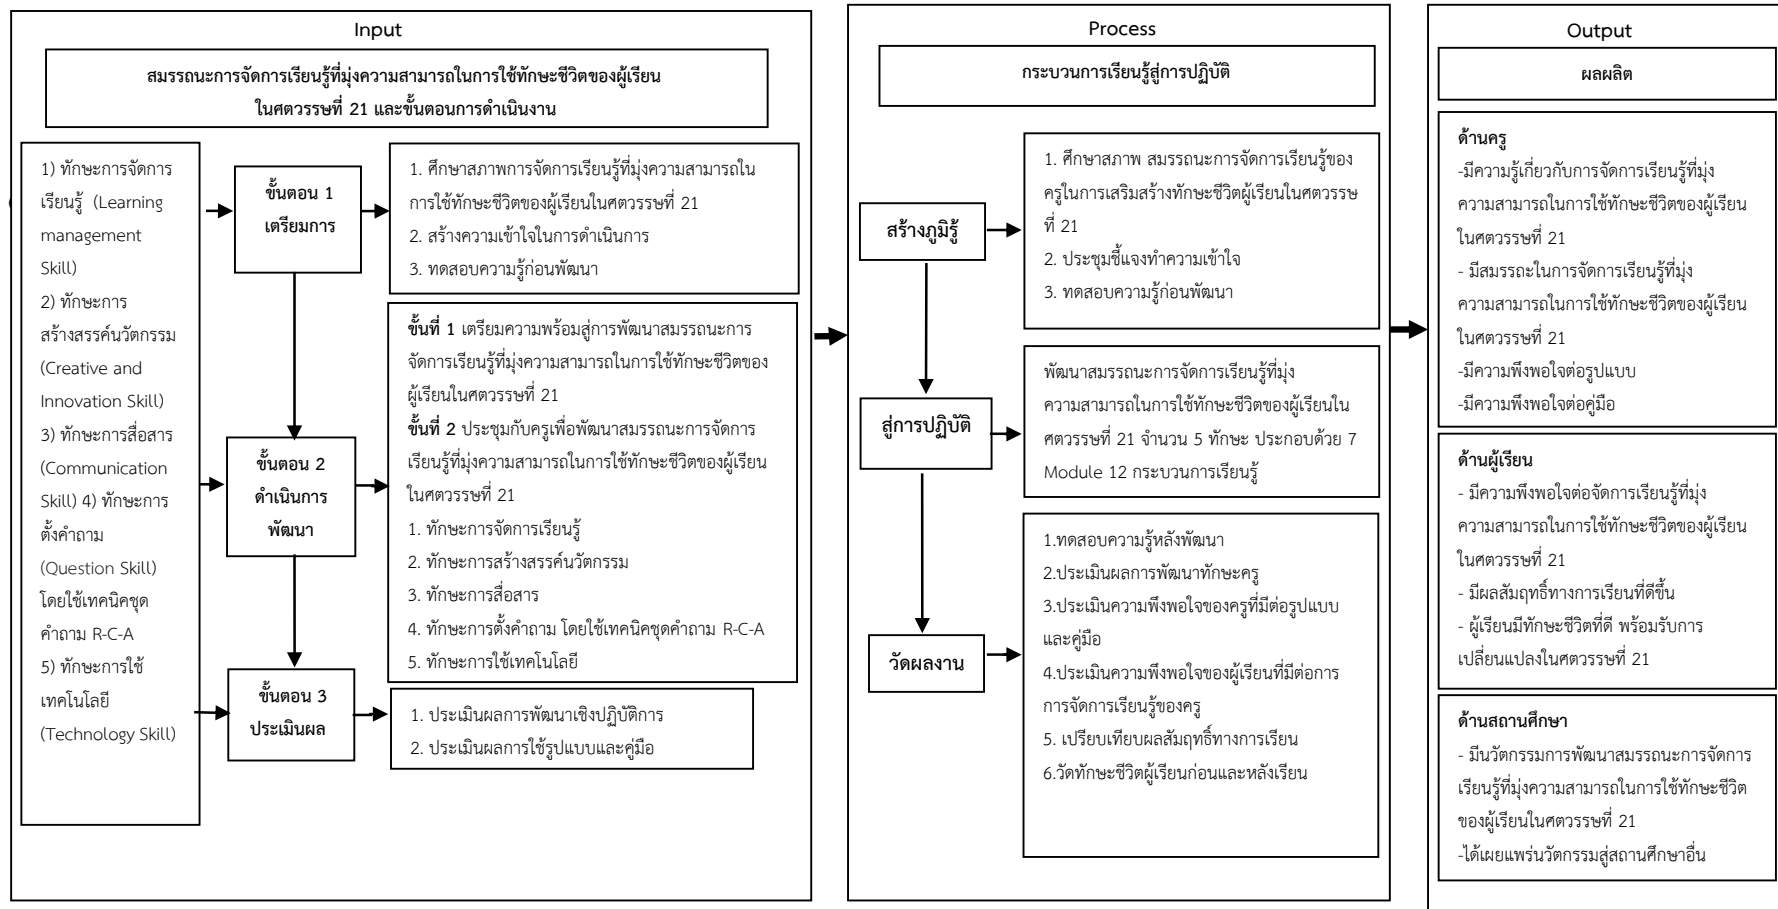 Input
สมรรถนะการจัดการเรียนรู้ที่มุ่งความสามารถในการใช้ทักษะชีวิตของผู้เรียน
ในศตวรรษที่ 21 และขั้นตอนการดำเนินงาน
1) ทักษะการจัดการ
เรียนรู้ (Learning
management
Skill)
2) ทักษะการ
สร้างสรรค์นวัตกรรม
(Creative and
Innovation Skill)
3) ทักษะการสื่อสาร
(Communication
Skill) 4) ทักษะการ
ตั้งคำถาม
(Question Skill)
โดยใช้เทคนิคชุด
คำถาม R-C-A
5) ทักษะการใช้
เทคโนโลยี
(Technology Skill)
ขั้นตอน 1
เตรียมการ
1. ศึกษาสภาพการจัดการเรียนรู้ที่มุ่งความสามารถใน
การใช้ทักษะชีวิตของผู้เรียนในศตวรรษที่ 21
2. สร้างความเข้าใจในการดำเนินการ
3. ทดสอบความรู้ก่อนพัฒนา
ขั้นตอน 2
ดำเนินการ
พัฒนา
ขั้นที่ 1 เตรียมความพร้อมสู่การพัฒนาสมรรถนะการ
จัดการเรียนรู้ที่มุ่งความสามารถในการใช้ทักษะชีวิตของ
ผู้เรียนในศตวรรษที่ 21
ขั้นที่ 2 ประชุมกับครูเพื่อพัฒนาสมรรถนะการจัดการ
เรียนรู้ที่มุ่งความสามารถในการใช้ทักษะชีวิตของผู้เรียน
ในศตวรรษที่ 21
1. ทักษะการจัดการเรียนรู้
2. ทักษะการสร้างสรรค์นวัตกรรม
3. ทักษะการสื่อสาร
4. ทักษะการตั้งคำถาม โดยใช้เทคนิคชุดคำถาม R-C-A
5. ทักษะการใช้เทคโนโลยี
ขั้นตอน 3
ประเมินผล
1. ประเมินผลการพัฒนาเชิงปฏิบัติการ
2. ประเมินผลการใช้รูปแบบและคู่มือ
Process
กระบวนการเรียนรู้สู่การปฏิบัติ
สร้างภูมิรู้
1. ศึกษาสภาพ สมรรถนะการจัดการเรียนรู้ของ
ครูในการเสริมสร้างทักษะชีวิตผู้เรียนในศตวรรษ
ที่ 21
2. ประชุมชี้แจงทำความเข้าใจ
3. ทดสอบความรู้ก่อนพัฒนา
สู่การปฏิบัติ
พัฒนาสมรรถนะการจัดการเรียนรู้ที่มุ่ง
ความสามารถในการใช้ทักษะชีวิตของผู้เรียนใน
ศตวรรษที่ 21 จำนวน 5 ทักษะ ประกอบด้วย 7
Module 12 กระบวนการเรียนรู้
วัดผลงาน
1.ทดสอบความรู้หลังพัฒนา
2.ประเมินผลการพัฒนาทักษะครู
3.ประเมินความพึงพอใจของครูที่มีต่อรูปแบบ
และคู่มือ
4.ประเมินความพึงพอใจของผู้เรียนที่มีต่อการ
การจัดการเรียนรู้ของครู
5. เปรียบเทียบผลสัมฤทธิ์ทางการเรียน
6.วัดทักษะชีวิตผู้เรียนก่อนและหลังเรียน
Output
ผลผลิต
ด้านครู
-มีความรู้เกี่ยวกับการจัดการเรียนรู้ที่มุ่ง
ความสามารถในการใช้ทักษะชีวิตของผู้เรียน
ในศตวรรษที่ 21
- มีสมรรถะในการจัดการเรียนรู้ที่มุ่ง
ความสามารถในการใช้ทักษะชีวิตของผู้เรียน
ในศตวรรษที่ 21
-มีความพึงพอใจต่อรูปแบบ
-มีความพึงพอใจต่อคู่มือ
ด้านผู้เรียน
- มีความพึงพอใจต่อจัดการเรียนรู้ที่มุ่ง
ความสามารถในการใช้ทักษะชีวิตของผู้เรียน
ในศตวรรษที่ 21
- มีผลสัมฤทธิ์ทางการเรียนที่ดีขึ้น
- ผู้เรียนมีทักษะชีวิตที่ดี พร้อมรับการ
เปลี่ยนแปลงในศตวรรษที่ 21
ด้านสถานศึกษา
- มีนวัตกรรมการพัฒนาสมรรถนะการจัดการ
เรียนรู้ที่มุ่งความสามารถในการใช้ทักษะชีวิต
ของผู้เรียนในศตวรรษที่ 21
-ได้เผยแพร่นวัตกรรมสู่สถานศึกษาอื่น